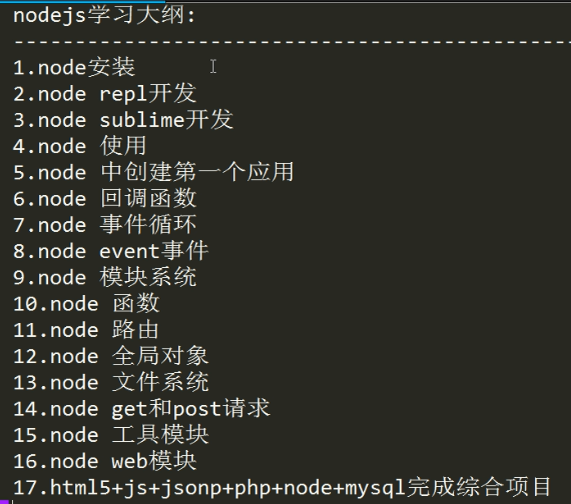 nodejs学习大纲:
------------------------------------------------
1.node安装
2.node repl开发
3.node sublime开发
4.node 使用
5.node 中创建第一个应用
6.node 回调函数
7.node 事件循环
8.node event事件
9.node 模块系统
10.node 函数
11.node 路由
12.node 全局对象
13.node 文件系统
14.node get和post请求
15.node 工具模块
16.node web模块
17.html5+js+jsonp+php+node+mysql完成综合项目